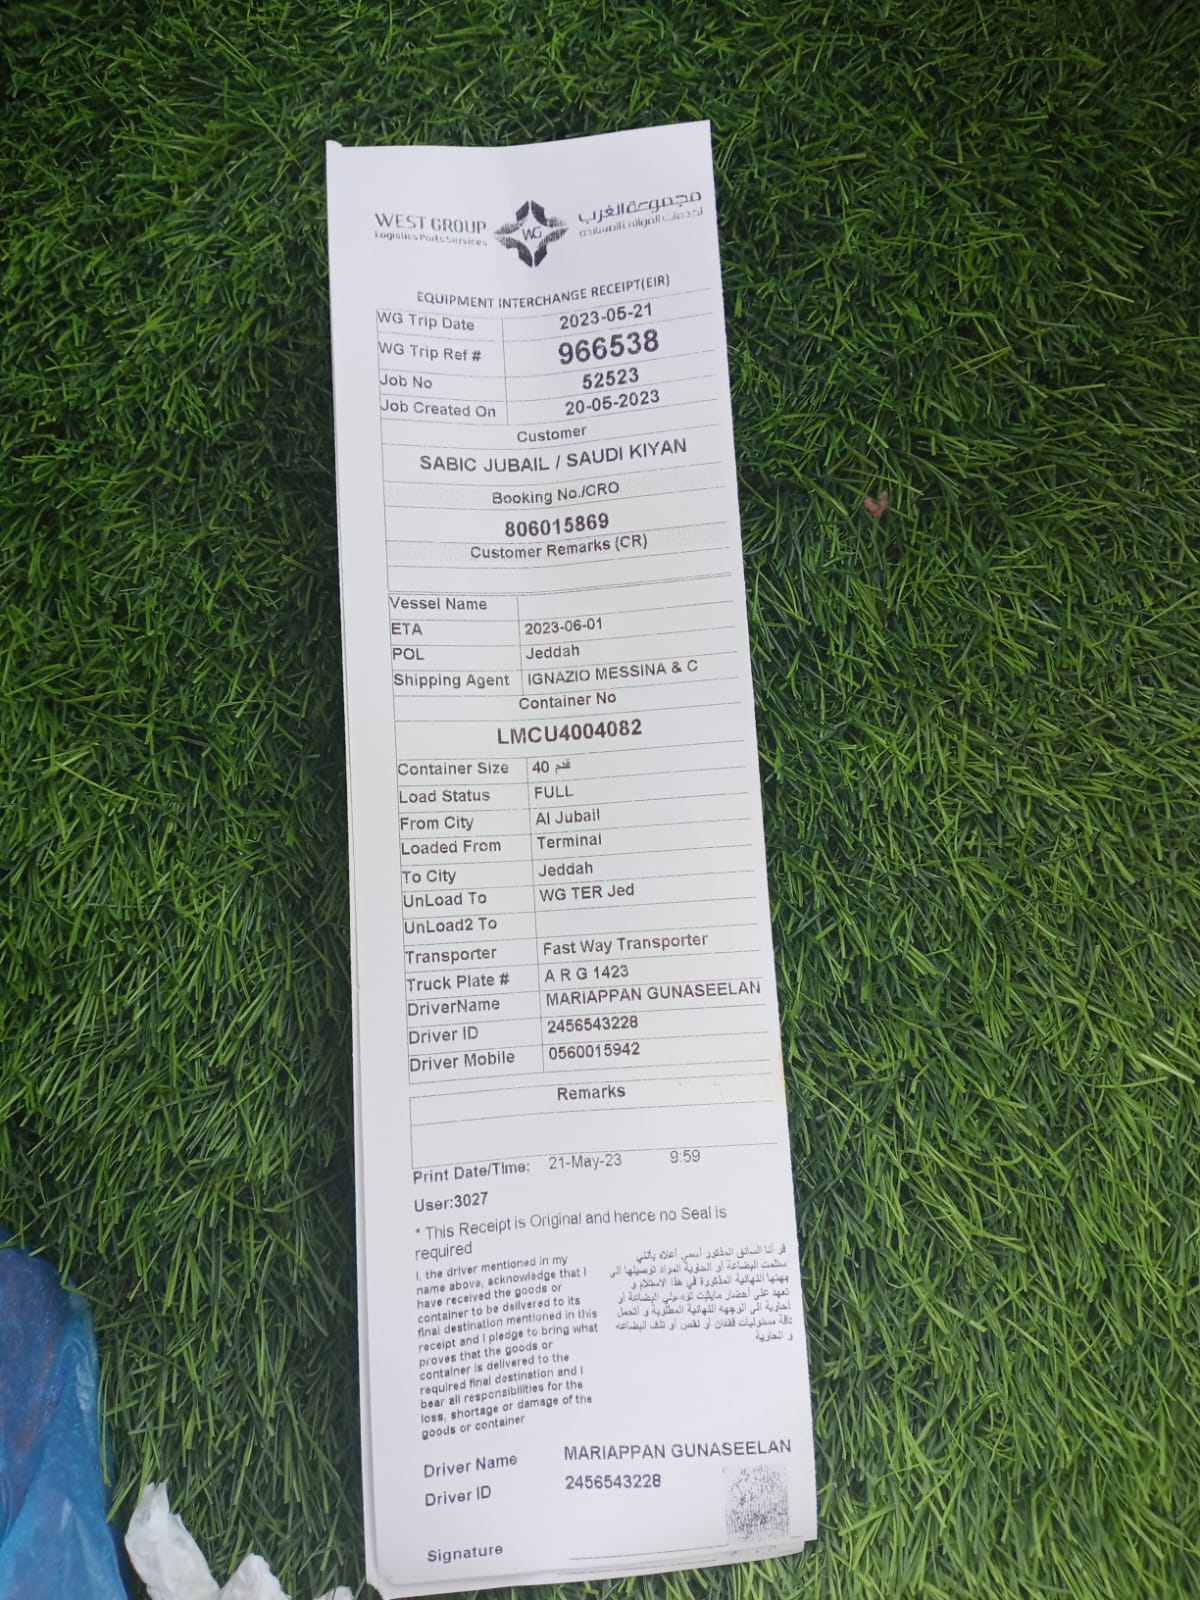 WEST GROUP
Logistics Ports Services
WG
مجموعة الغرب
لخدمات الموانئ المساندة
EQUIPMENT INTERCHANGE RECEIPT(EIR)
WG Trip Date 2023-05-21
WG Trip Ref # 966538
Job No 52523
Job Created On 20-05-2023
Customer
SABIC JUBAIL / SAUDI KIYAN
Booking No./CRO
806015869
Customer Remarks (CR)
Vessel Name
ETA 2023-06-01
POL Jeddah
Shipping Agent IGNAZIO MESSINA & C
Container No
LMCU4004082
Container Size 40 قدم
Load Status FULL
From City Al Jubail
Loaded From Terminal
To City Jeddah
UnLoad To WG TER Jed
UnLoad2 To
Transporter Fast Way Transporter
Truck Plate # A R G 1423
DriverName MARIAPPAN GUNASEELAN
Driver ID 2456543228
Driver Mobile 0560015942
Remarks
Print Date/TIme: 21-May-23 9:59
User:3027
* This Receipt is Original and hence no Seal is
required
I, the driver mentioned in my
name above, acknowledge that I
have received the goods or
container to be delivered to its
final destination mentioned in this
receipt and I pledge to bring what
proves that the goods or
container is delivered to the
required final destination and I
bear all responsibilities for the
loss, shortage or damage of the
goods or container
قر أنا السائق المذكور أسمي أعلاه بأنني
ستلمت البضاعة أو الحاوية المراد توصيلها الى
جهتها النهائية المذكورة في هذا الاستلام و
تعهد على أحضار مايثبت توصيلي البضاعة أو
لحاوية الى الوجهه النهائية المطلوبة و أتحمل
كافة مسئوليات فقدان أو نقص أو تلف البضاعه
و الحاوية
Driver Name MARIAPPAN GUNASEELAN
Driver ID 2456543228
Signature